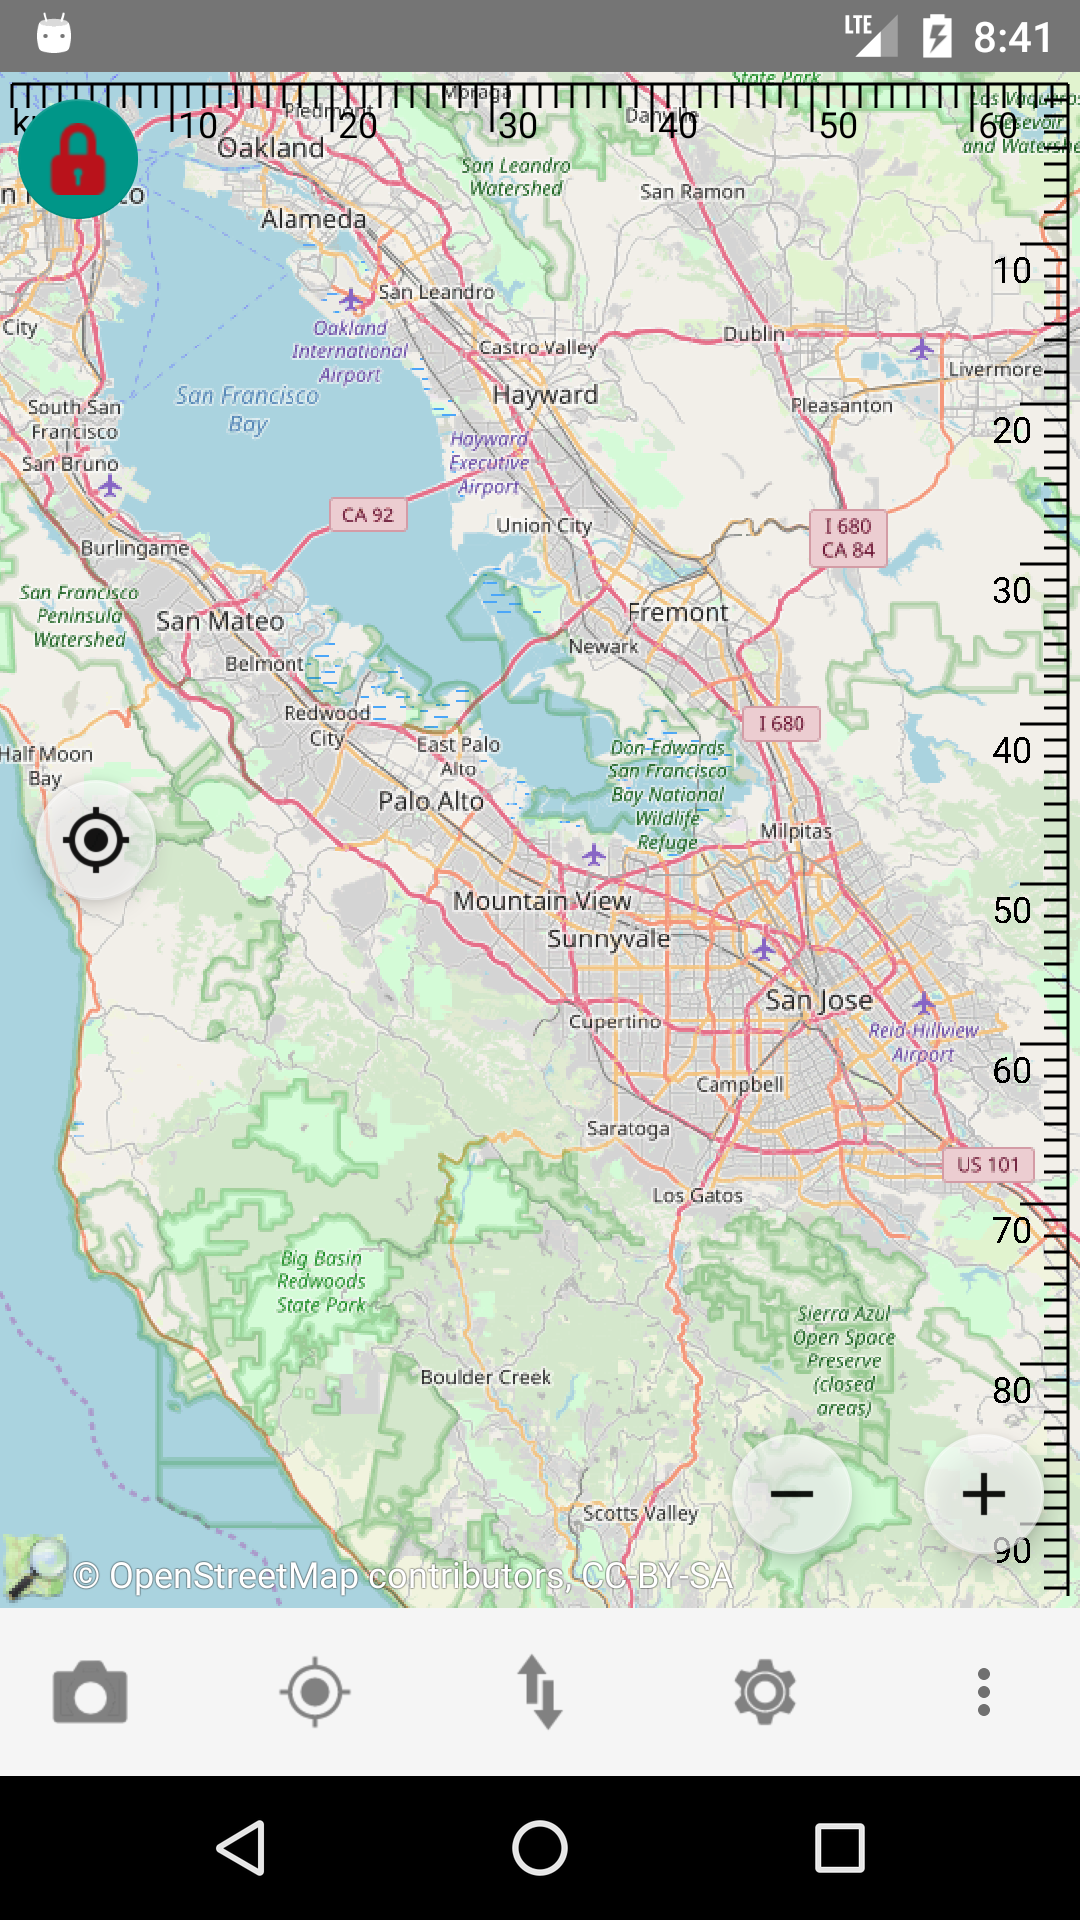 LTE 8:41
State Park
Moraga
Piedmont
Danville
10 20 30 40 50 60
Oakland
San Leandro
Watershed
San Ramon
Alameda
10
San Leandro
Oakland
International
Airport
City
Castro Valley
Dublin
Livermore
San Francisco
Bay
Hayward
Pleasanton
South San
Francisco
20
Hayward
Executive
Airport
San Bruno
CA 92
Union City
I 680
CA 84
Burlingame
30
San Francisco
Peninsula
Watershed
San Mateo
Fremont
Newark
Belmont
Redwood
City
I 680
East Palo
Alto
Don Edwards
San Francisco
Bay National
Wildlife
Refuge
40
Half Moon
Bay
Palo Alto
Milpitas
Mountain View
50
Sunnyvale
San Jose
Cupertino
Reid-Hillview
Airport
60
Campbell
Saratoga
US 101
Los Gatos
70
Big Basin
Redwoods
State Park
Sierra Azul
Open Space
Preserve
(closed
areas)
Boulder Creek
80
Scotts Valley
90
© OpenStreetMap contributors, CC-BY-SA